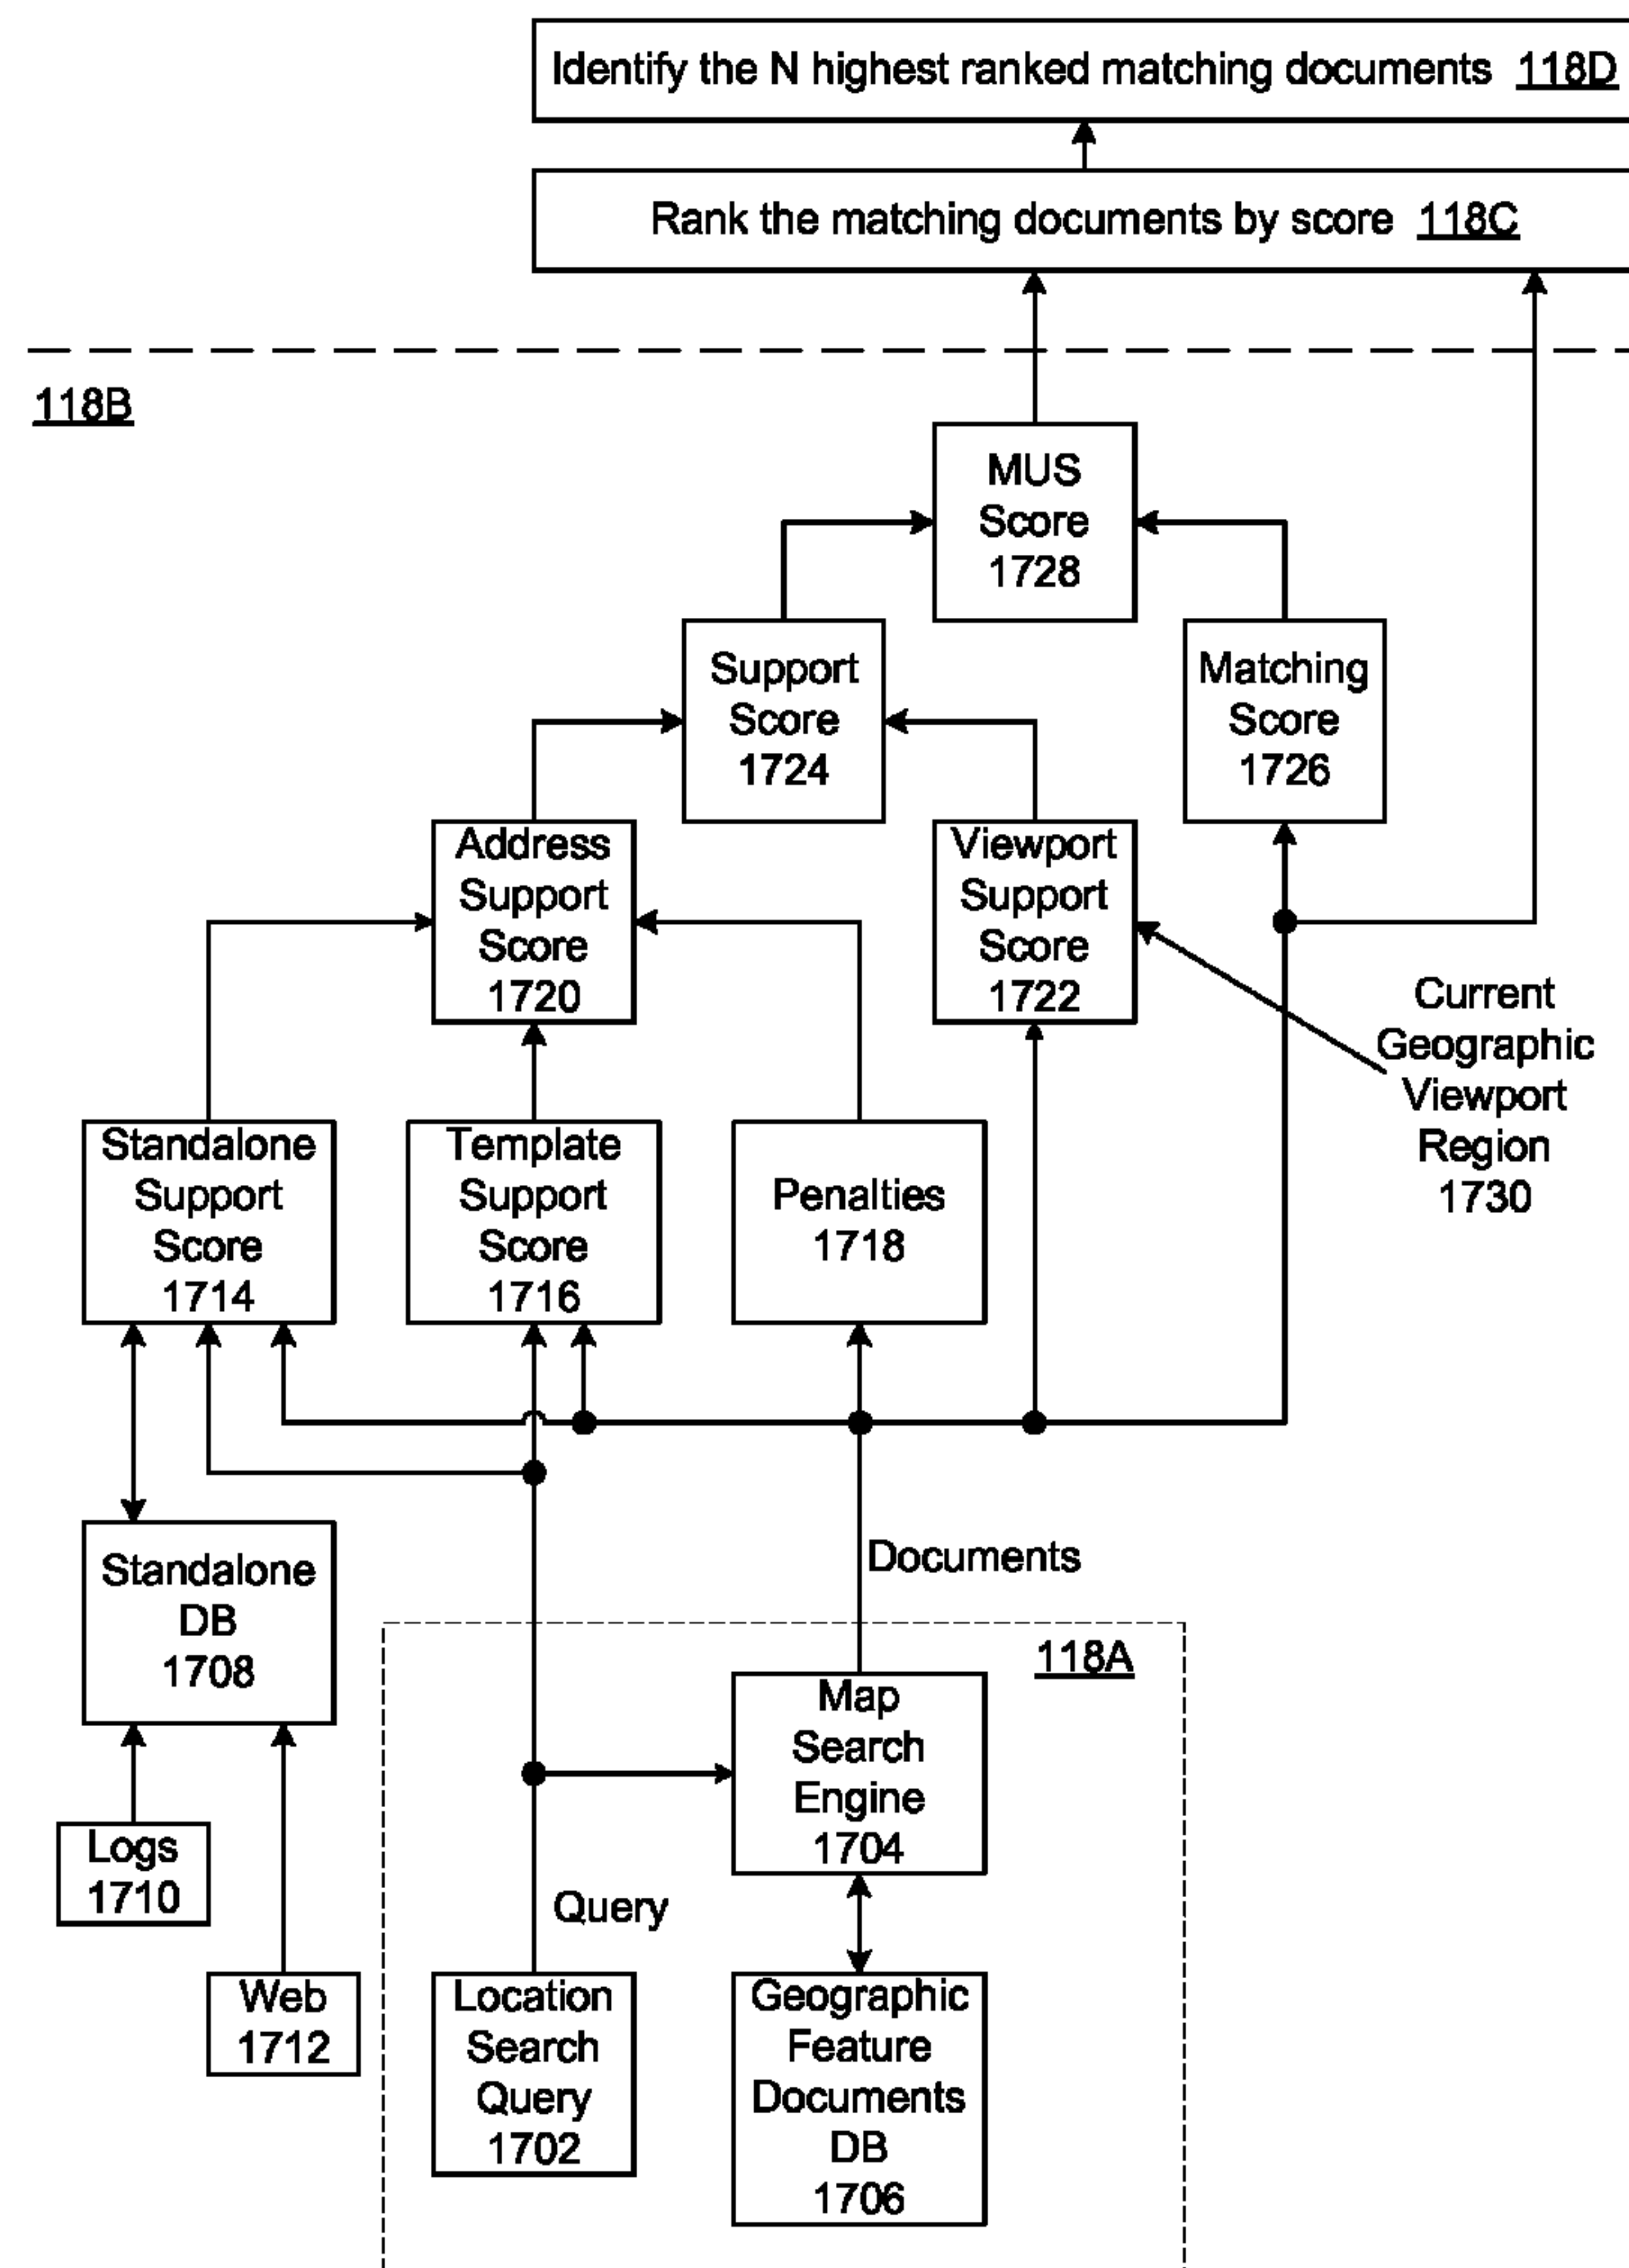 Identify the N highest ranked matching documents 118D
Rank the matching documents by score 118C
118B
MUS
Score
1728
Support
Score
1724
Matching
Score
1726
Address
Support
Score
1720
Viewport
Support
Score
1722
Current
Geographic
Viewport
Region
1730
Standalone
Support
Score
1714
Template
Support
Score
1716
Penalties
1718
Documents
Standalone
DB
1708
118A
Map
Search
Engine
1704
Logs
1710
Query
Web
1712
Location
Search
Query
1702
Geographic
Feature
Documents
DB
1706